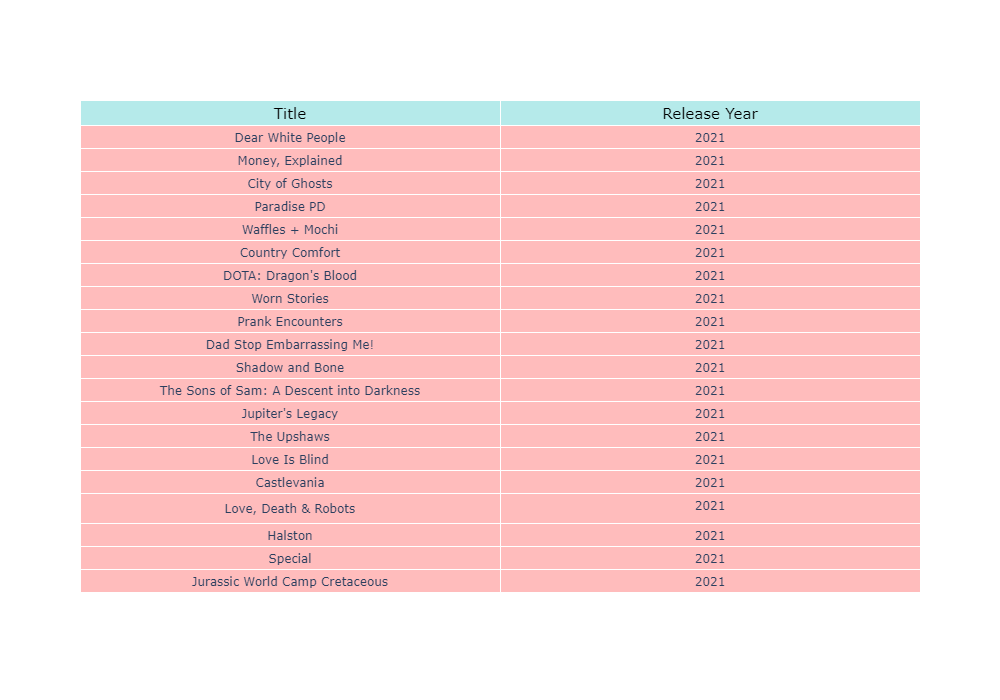 Title Release Year
Dear White People 2021
Money, Explained 2021
City of Ghosts 2021
Paradise PD 2021
Waffles + Mochi 2021
Country Comfort 2021
DOTA: Dragon's Blood 2021
Worn Stories 2021
Prank Encounters 2021
Dad Stop Embarrassing Me! 2021
Shadow and Bone 2021
The Sons of Sam: A Descent into Darkness 2021
Jupiter's Legacy 2021
The Upshaws 2021
Love Is Blind 2021
Castlevania 2021
Love, Death & Robots 2021
Halston 2021
Special 2021
Jurassic World Camp Cretaceous 2021